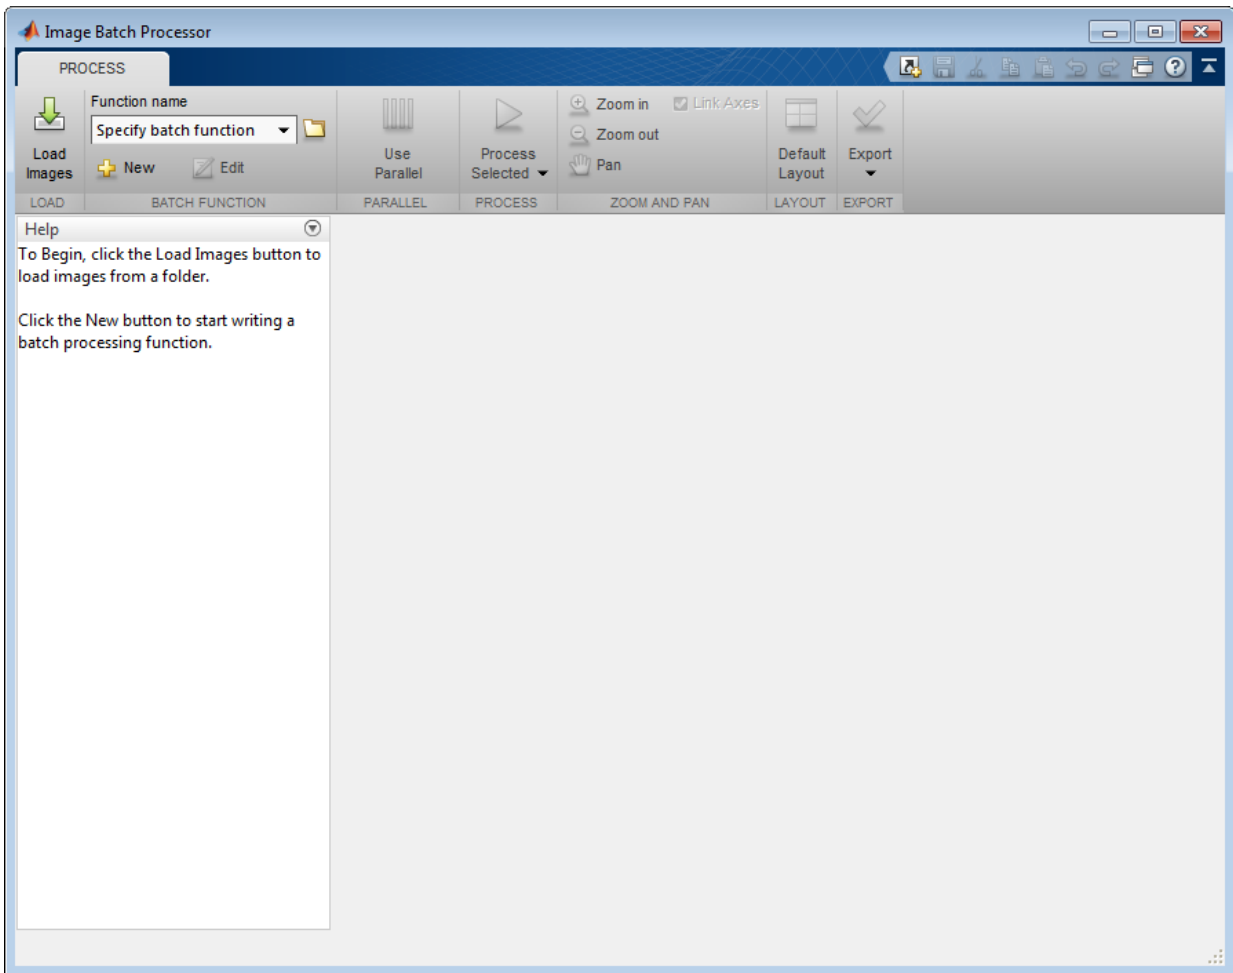 Image Batch Processor
PROCESS
Load
Images
Function name
Specify batch function
New
Edit
Use
Parallel
Process
Selected
Zoom in
Link Axes
Zoom out
Pan
Default
Layout
Export
LOAD
BATCH FUNCTION
PARALLEL
PROCESS
ZOOM AND PAN
LAYOUT
EXPORT
Help
To Begin, click the Load Images button to
load images from a folder.
Click the New button to start writing a
batch processing function.